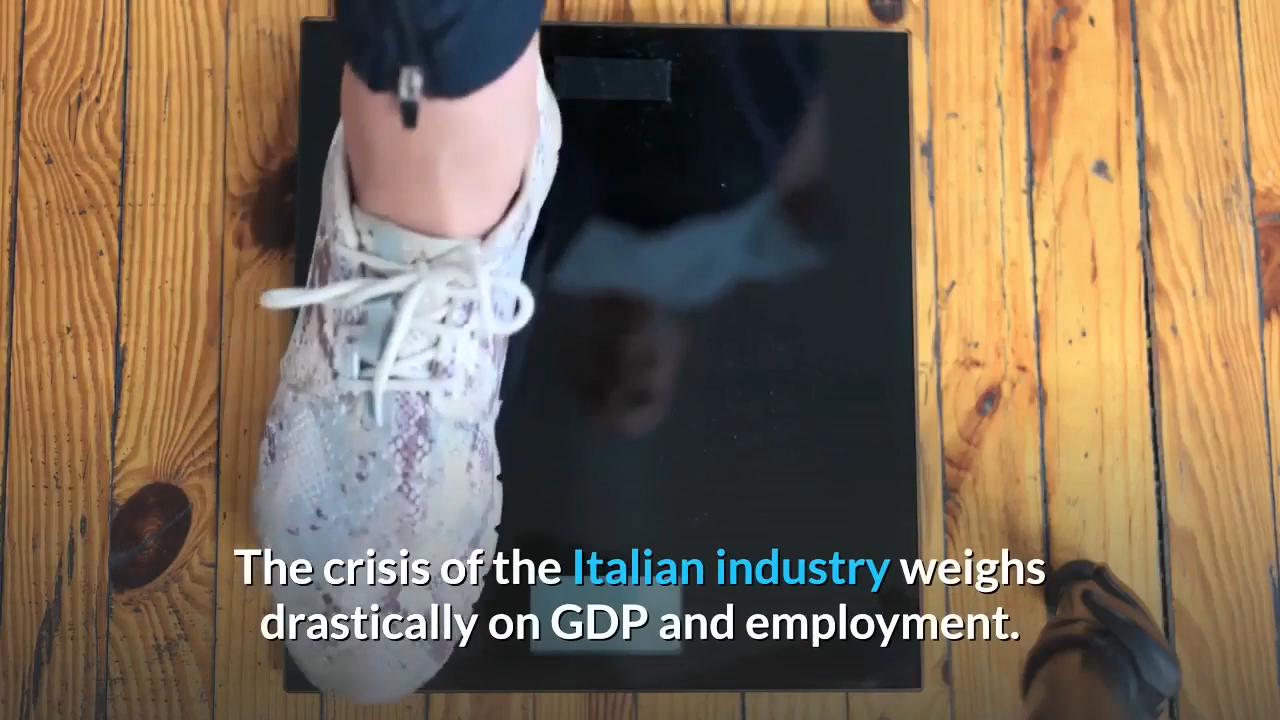 The crisis of the Italian industry weighs
drastically on GDP and employment.